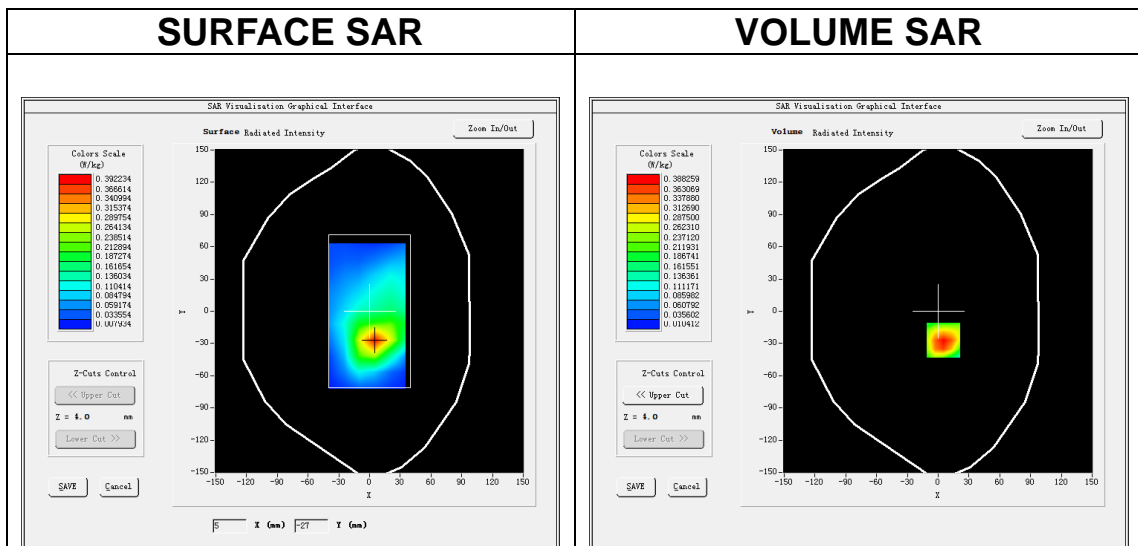 SURFACE SAR
VOLUME SAR
SAR Visualisation Graphical Interface
Surface Radiated Intensity
Zoom In/Out
Colors Scale
(W/kg)
0.392234
0.366614
0.340994
0.315374
0.289754
0.264134
0.238514
0.212894
0.187274
0.161654
0.136034
0.110414
0.084794
0.059174
0.033554
0.007934
Z-Cuts Control
<< Upper Cut
Z = 4.0 mm
Lower Cut >>
SAVE Cancel
150
120
90
60
30
0
-30
-60
-90
-120
-150
Y
-150 -120 -90 -60 -30 0 30 60 90 120 150
X
5 X (mm) -27 Y (mm)
SAR Visualisation Graphical Interface
Volume Radiated Intensity
Zoom In/Out
Colors Scale
(W/kg)
0.388259
0.363069
0.337880
0.312690
0.287500
0.262310
0.237120
0.211931
0.186741
0.161551
0.136361
0.111171
0.085982
0.060792
0.035602
0.010412
Z-Cuts Control
<< Upper Cut
Z = 4.0 mm
Lower Cut >>
SAVE Cancel
150
120
90
60
30
0
-30
-60
-90
-120
-150
Y
-150 -120 -90 -60 -30 0 30 60 90 120 150
X